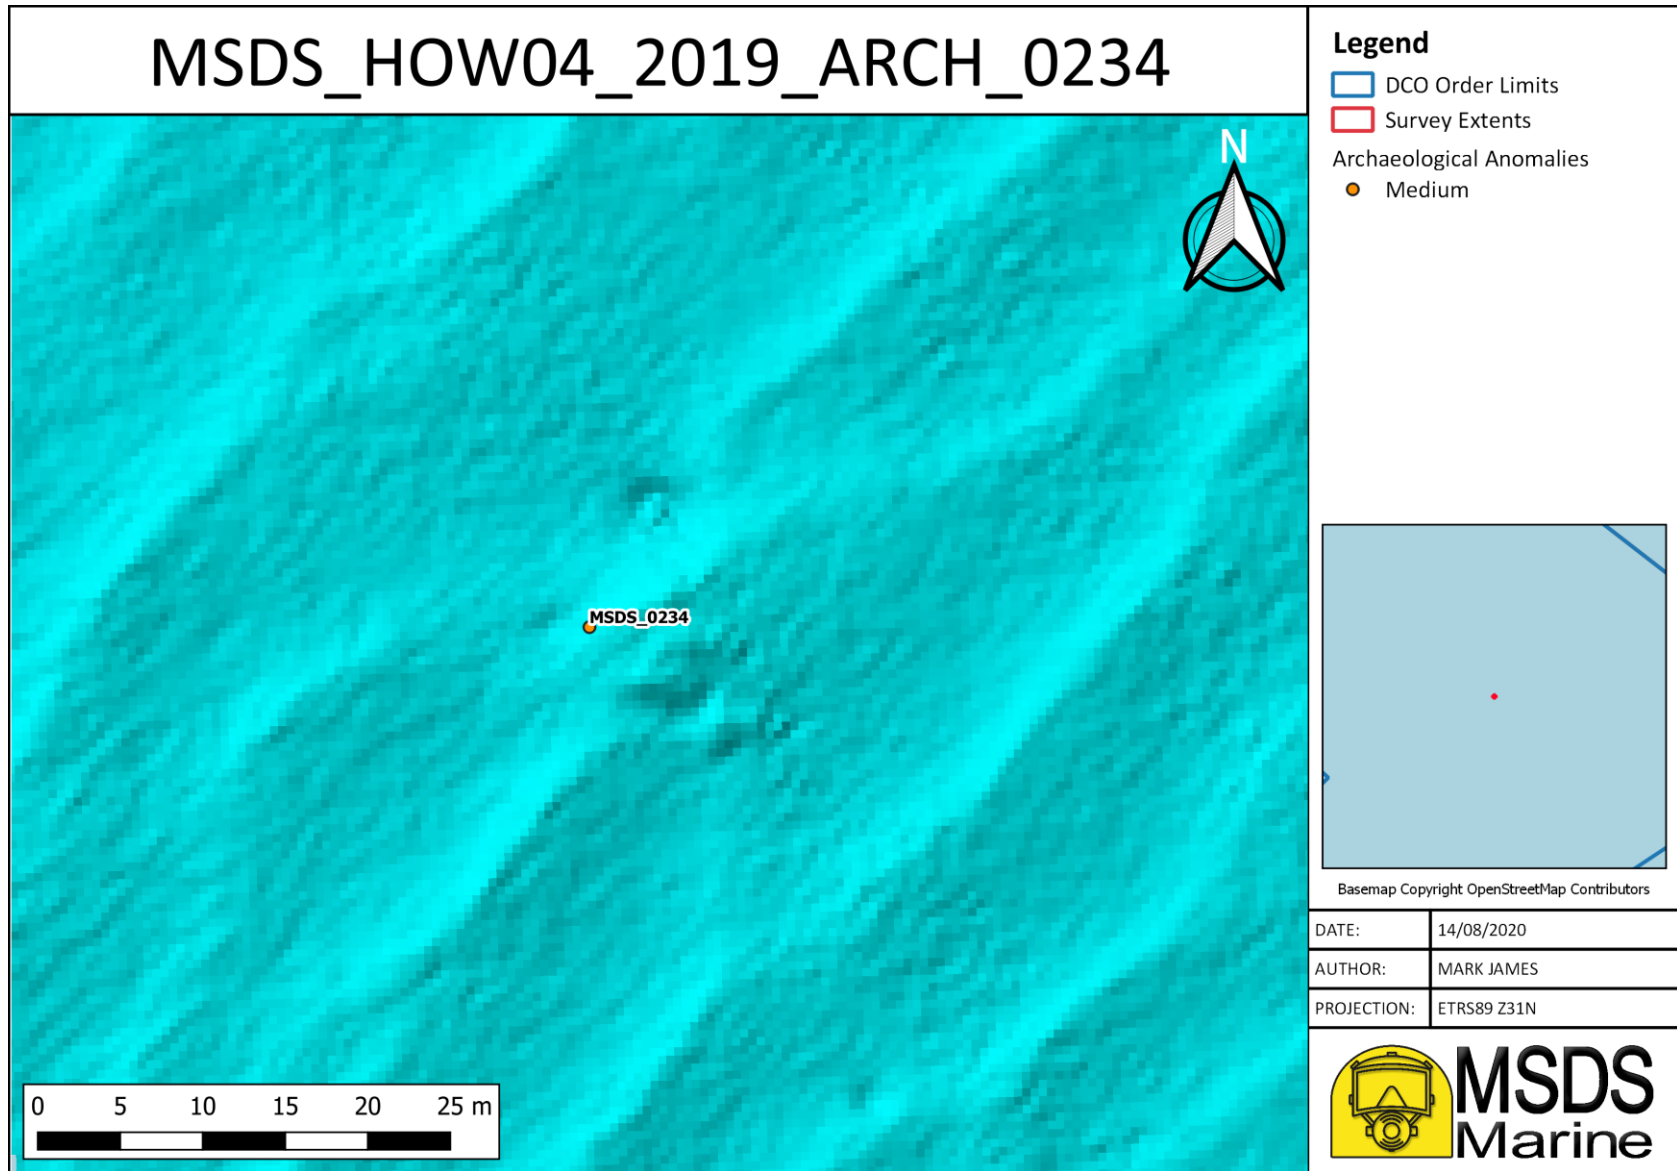 MSDS_HOW04_2019_ARCH_0234
N
MSDS_0234
0 5 10 15 20 25 m
Legend
DCO Order Limits
Survey Extents
Archaeological Anomalies
Medium
Basemap Copyright OpenStreetMap Contributors
DATE: 14/08/2020
AUTHOR: MARK JAMES
PROJECTION: ETRS89 Z31N
MSDS
Marine